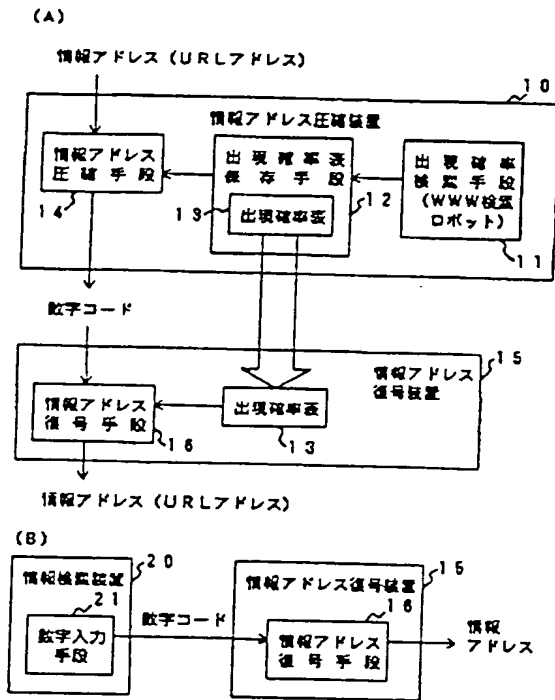 (A)
情報アドレス (URLアドレス)
10
情報アドレス圧縮装置
情報アドレス
圧縮手段
14
出現確率表
保存手段
13
出現確率表
12
出現確率
検索手段
(WWW検索
ロボット)
11
数字コード
15
情報アドレス
復号装置
情報アドレス
復号手段
16
出現確率表
13
情報アドレス (URLアドレス)
(B)
20
情報検索装置
21
数字入力
手段
数字コード
15
情報アドレス復号装置
16
情報アドレス
復号手段
情報
アドレス